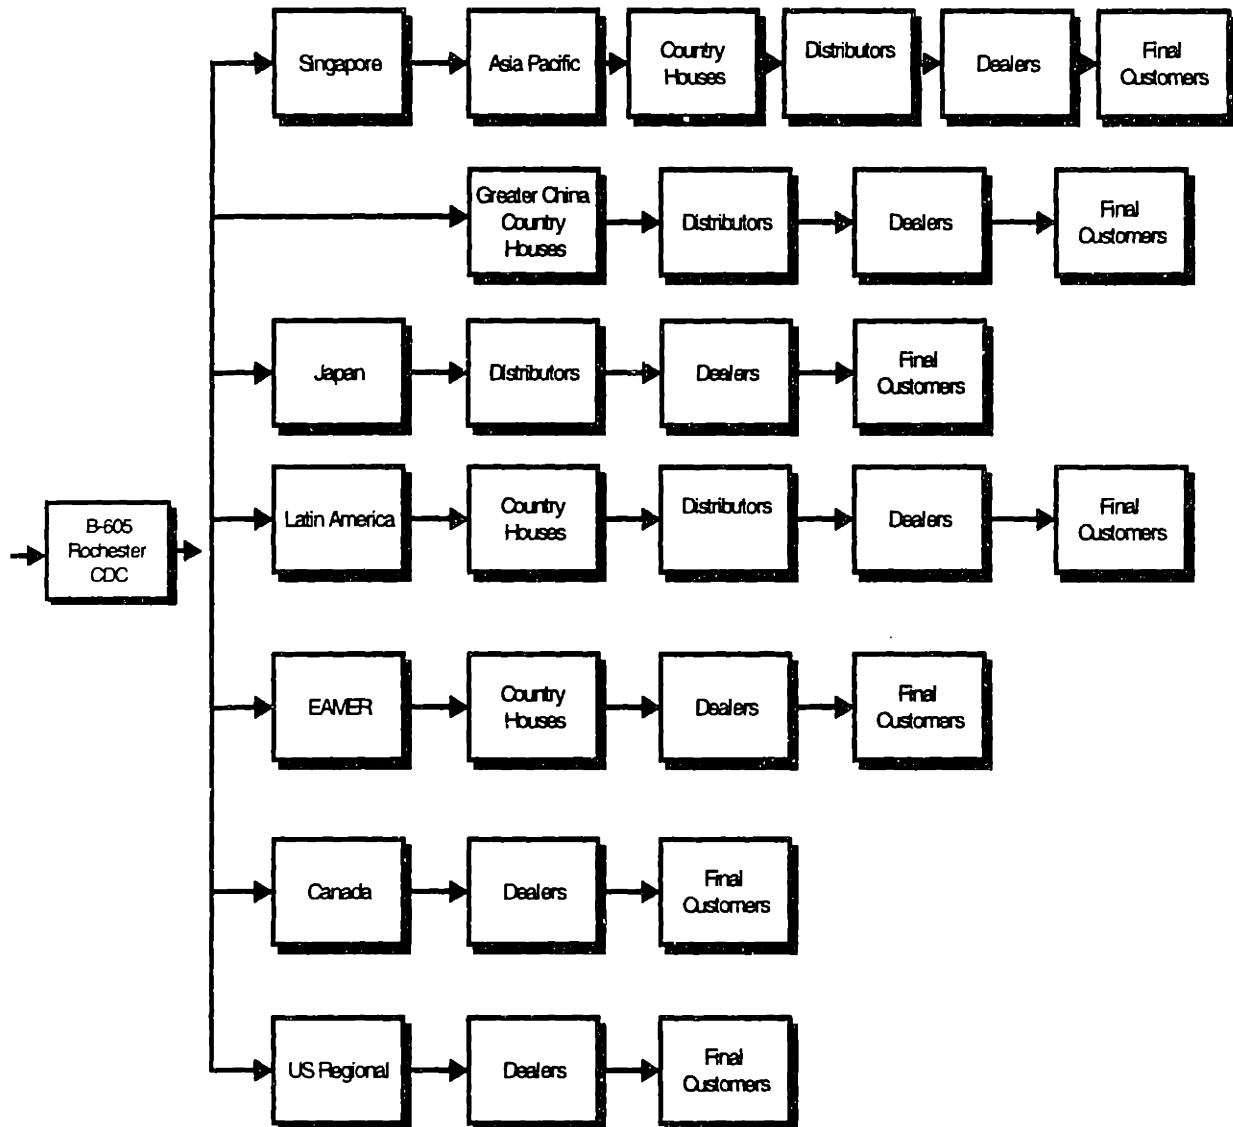 Singapore
Asia Pacific
Country
Houses
Distributors
Dealers
Final
Customers
Greater China
Country
Houses
Distributors
Dealers
Final
Customers
Japan
Distributors
Dealers
Final
Customers
Latin America
Country
Houses
Distributors
Dealers
Final
Customers
B-605
Rochester
CDC
EAMER
Country
Houses
Dealers
Final
Customers
Canada
Dealers
Final
Customers
US Regional
Dealers
Final
Customers